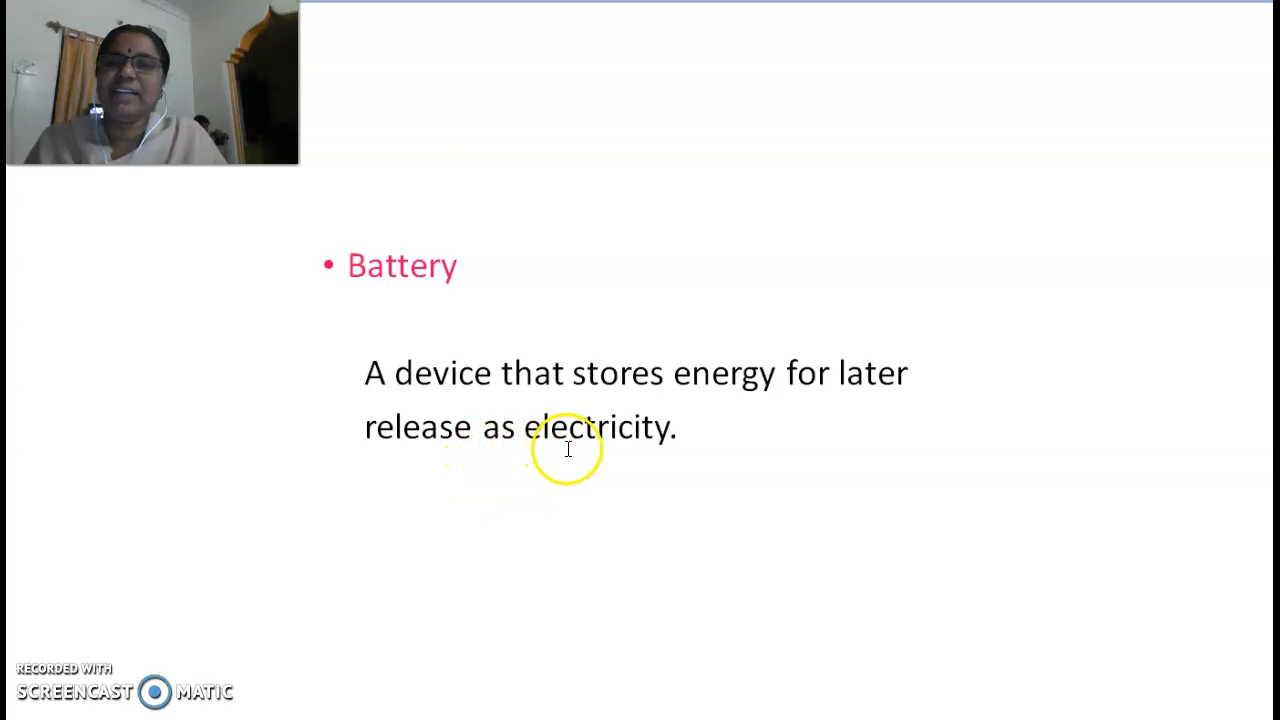 • Battery
A device that stores energy for later
release as electricity.
RECORDED WITH
SCREENCAST MATIC